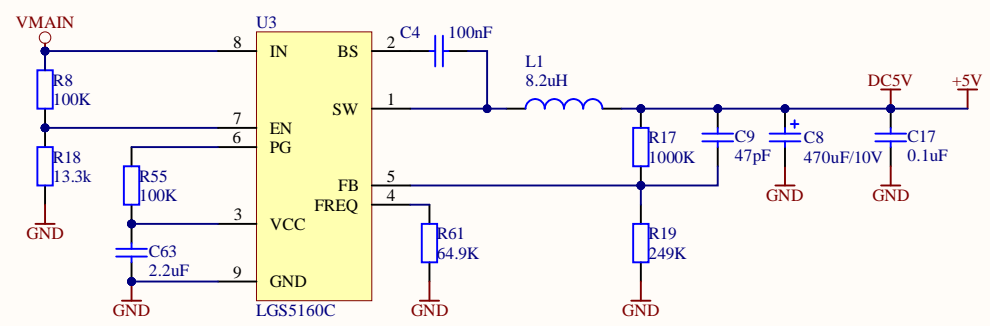 VMAIN
U3
8
IN
BS
2
C4
100nF
R8
100K
L1
8.2uH
SW
1
DC5V
+5V
7
EN
6
PG
R18
13.3k
R55
100K
R17
1000K
C9
47pF
C8
470uF/10V
C17
0.1uF
FB
5
FREQ
4
GND
GND
GND
3
VCC
R61
64.9K
R19
249K
C63
2.2uF
9
GND
GND
LGS5160C
GND
GND